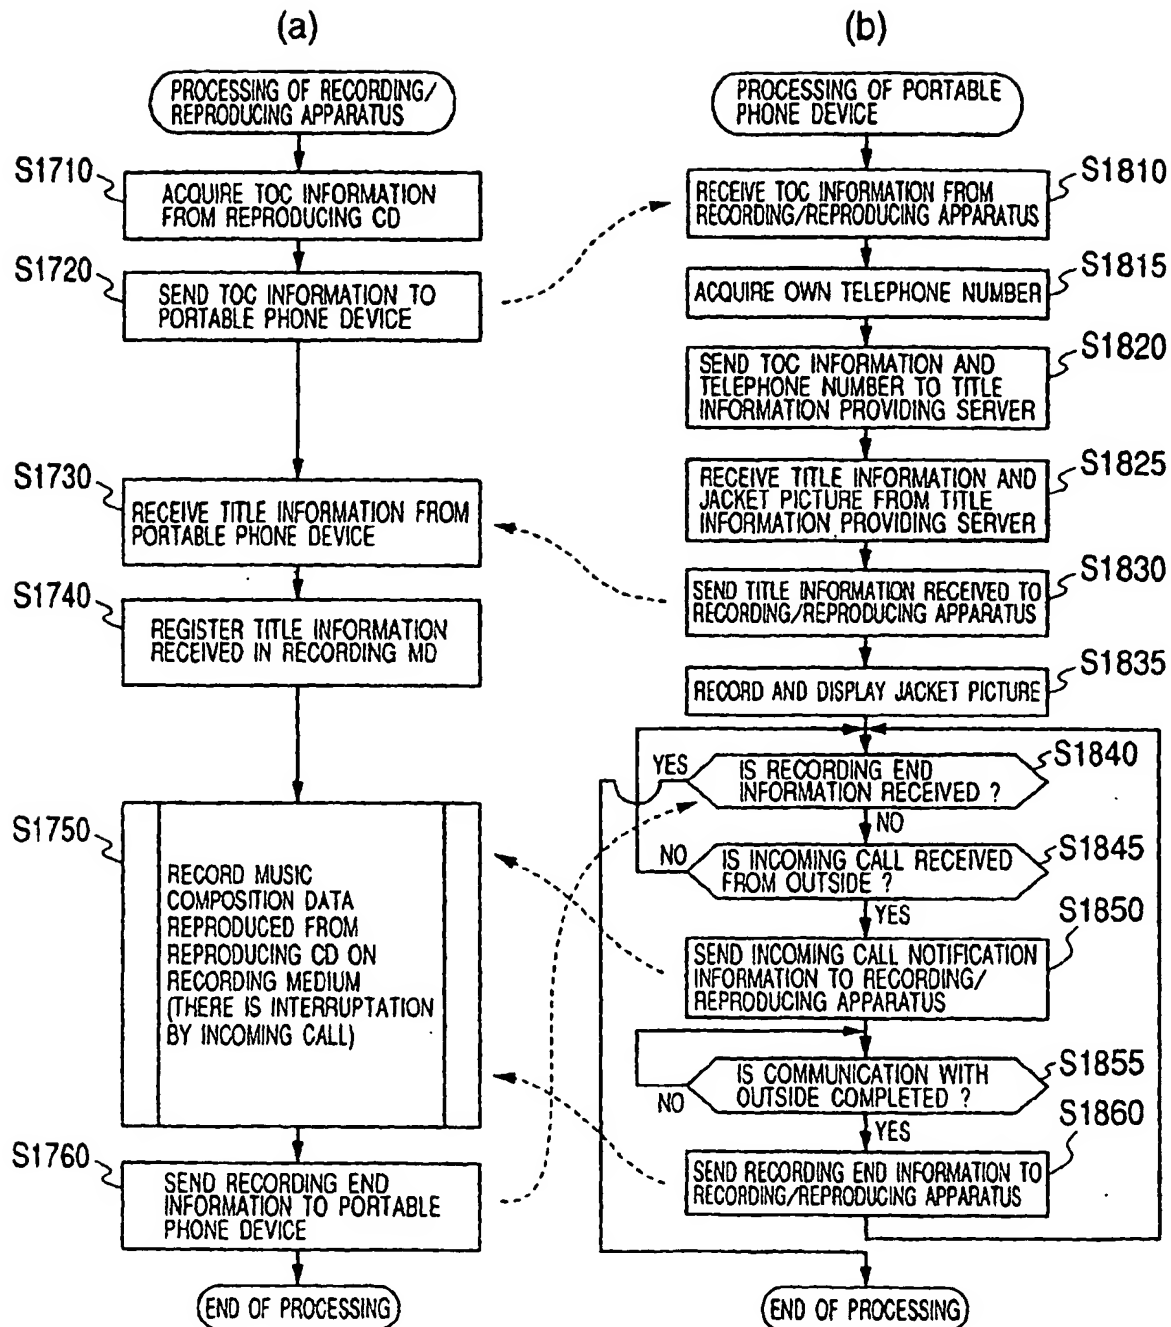 (a)
PROCESSING OF RECORDING/
REPRODUCING APPARATUS
S1710
ACQUIRE TOC INFORMATION
FROM REPRODUCING CD
S1720
SEND TOC INFORMATION TO
PORTABLE PHONE DEVICE
S1730
RECEIVE TITLE INFORMATION FROM
PORTABLE PHONE DEVICE
S1740
REGISTER TITLE INFORMATION
RECEIVED IN RECORDING MD
S1750
RECORD MUSIC
COMPOSITION DATA
REPRODUCED FROM
REPRODUCING CD ON
RECORDING MEDIUM
(THERE IS INTERRUPTATION
BY INCOMING CALL)
S1760
SEND RECORDING END
INFORMATION TO PORTABLE
PHONE DEVICE
END OF PROCESSING
(b)
PROCESSING OF PORTABLE
PHONE DEVICE
S1810
RECEIVE TOC INFORMATION FROM
RECORDING/REPRODUCING APPARATUS
S1815
ACQUIRE OWN TELEPHONE NUMBER
S1820
SEND TOC INFORMATION AND
TELEPHONE NUMBER TO TITLE
INFORMATION PROVIDING SERVER
S1825
RECEIVE TITLE INFORMATION AND
JACKET PICTURE FROM TITLE
INFORMATION PROVIDING SERVER
S1830
SEND TITLE INFORMATION RECEIVED TO
RECORDING/REPRODUCING APPARATUS
S1835
RECORD AND DISPLAY JACKET PICTURE
S1840
YES
IS RECORDING END
INFORMATION RECEIVED ?
NO
S1845
NO
IS INCOMING CALL RECEIVED
FROM OUTSIDE ?
YES
S1850
SEND INCOMING CALL NOTIFICATION
INFORMATION TO RECORDING/
REPRODUCING APPARATUS
S1855
IS COMMUNICATION WITH
OUTSIDE COMPLETED ?
NO
YES
S1860
SEND RECORDING END INFORMATION TO
RECORDING/REPRODUCING APPARATUS
END OF PROCESSING